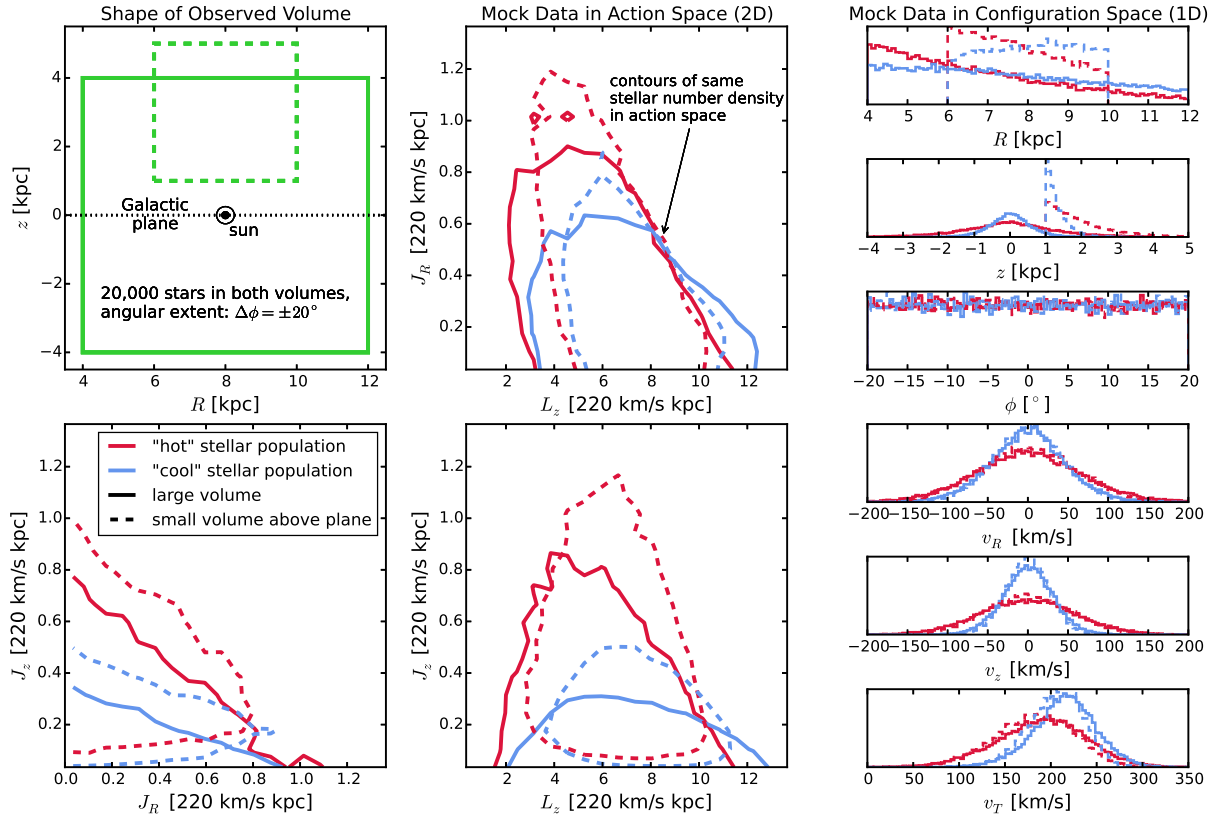 Shape of Observed Volume
4
2
0
−2
−4
z [kpc]
Galactic
plane
sun
20,000 stars in both volumes,
angular extent: Δϕ = ±20°
4 6 8 10 12
R [kpc]
Mock Data in Action Space (2D)
1.2
1.0
0.8
0.6
0.4
0.2
J_R [220 km/s kpc]
contours of same
stellar number density
in action space
2 4 6 8 10 12
L_z [220 km/s kpc]
Mock Data in Configuration Space (1D)
4 5 6 7 8 9 10 11 12
R [kpc]
−4 −3 −2 −1 0 1 2 3 4 5
z [kpc]
−20 −15 −10 −5 0 5 10 15 20
ϕ [°]
−200 −150 −100 −50 0 50 100 150 200
v_R [km/s]
−200 −150 −100 −50 0 50 100 150 200
v_z [km/s]
0 50 100 150 200 250 300 350
v_T [km/s]
1.2
1.0
0.8
0.6
0.4
0.2
J_z [220 km/s kpc]
"hot" stellar population
"cool" stellar population
large volume
small volume above plane
0.0 0.2 0.4 0.6 0.8 1.0 1.2
J_R [220 km/s kpc]
1.2
1.0
0.8
0.6
0.4
0.2
J_z [220 km/s kpc]
2 4 6 8 10 12
L_z [220 km/s kpc]